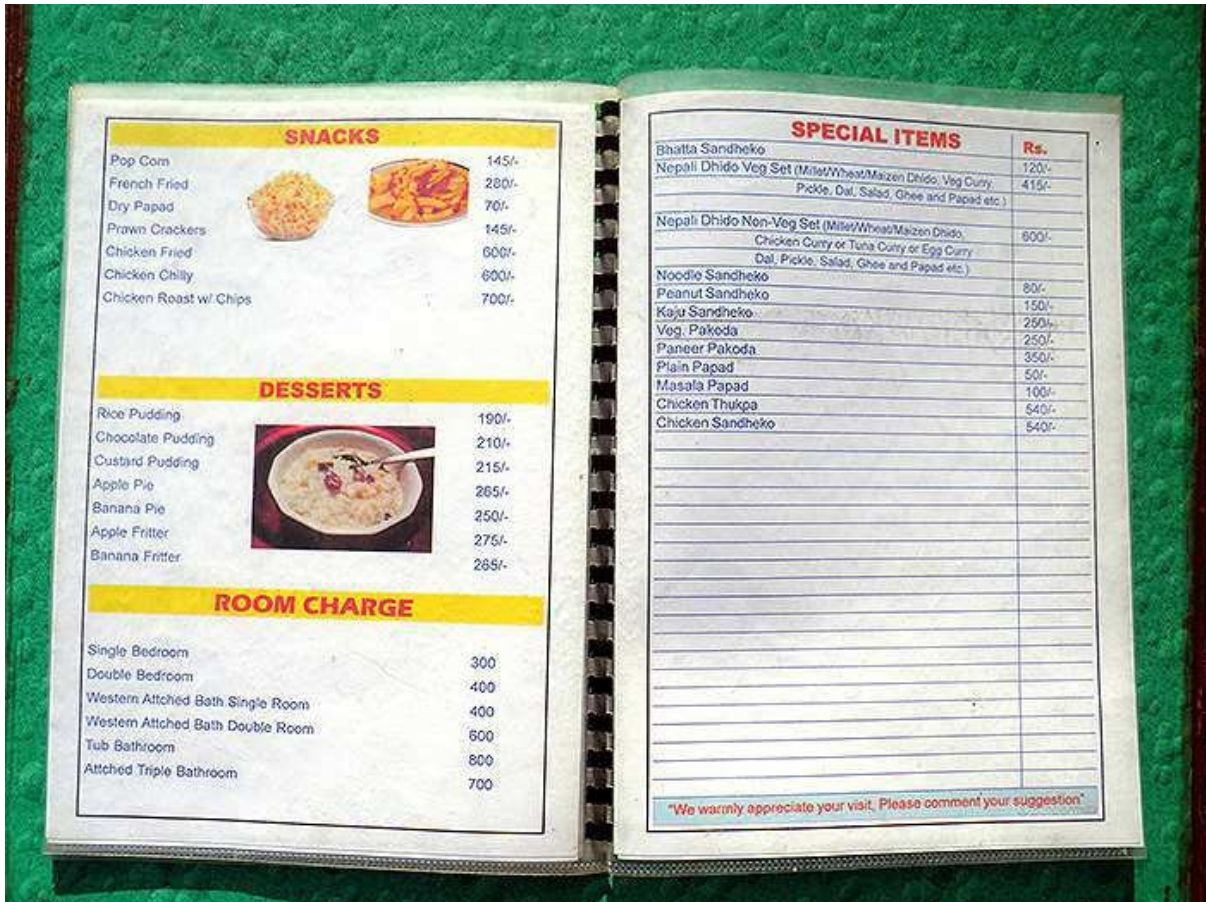 SNACKS
Pop Corn 145/-
French Fried 280/-
Dry Papad 70/-
Prawn Crackers 145/-
Chicken Fried 600/-
Chicken Chilly 600/-
Chicken Roast w/ Chips 700/-
DESSERTS
Rice Pudding 190/-
Chocolate Pudding 210/-
Custard Pudding 215/-
Apple Pie 265/-
Banana Pie 250/-
Apple Fritter 275/-
Banana Fritter 265/-
ROOM CHARGE
Single Bedroom 300
Double Bedroom 400
Western Attched Bath Single Room 400
Western Attched Bath Double Room 600
Tub Bathroom 800
Attched Triple Bathroom 700
SPECIAL ITEMS Rs.
Bhatta Sandheko 120/-
Nepali Dhido Veg Set (Millet/Wheat/Maizen Dhido, Veg Curry, 415/-
Pickle, Dal, Salad, Ghee and Papad etc.)
Nepali Dhido Non-Veg Set (Millet/Wheat/Maizen Dhido, 600/-
Chicken Curry or Tuna Curry or Egg Curry
Dal, Pickle, Salad, Ghee and Papad etc.)
Noodle Sandheko 80/-
Peanut Sandheko 150/-
Kaju Sandheko 250/-
Veg. Pakoda 250/-
Paneer Pakoda 350/-
Plain Papad 50/-
Masala Papad 100/-
Chicken Thukpa 540/-
Chicken Sandheko 540/-
"We warmly appreciate your visit, Please comment your suggestion"